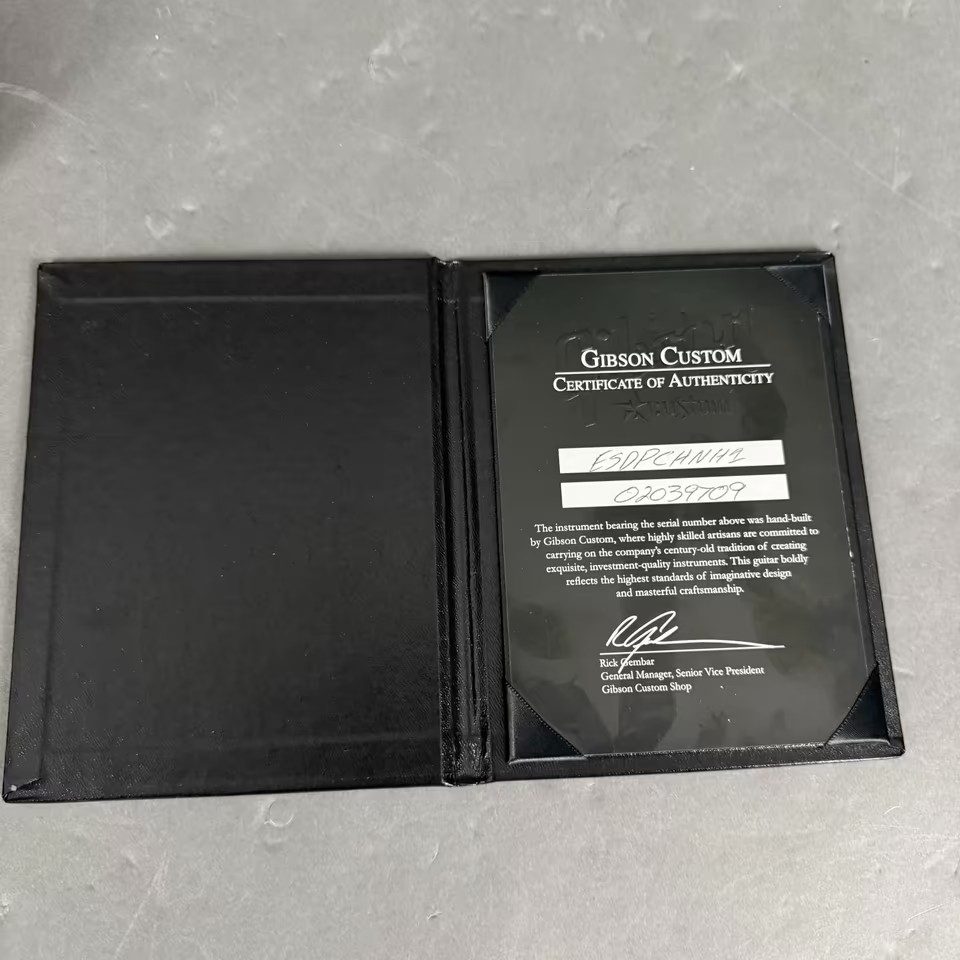 Gibson
GIBSON CUSTOM
CERTIFICATE OF AUTHENTICITY
Custom
ESDPCHNH1
02039709
The instrument bearing the serial number above was hand-built
by Gibson Custom, where highly skilled artisans are committed to
carrying on the company's century-old tradition of creating
exquisite, investment-quality instruments. This guitar boldly
reflects the highest standards of imaginative design
and masterful craftsmanship.
Rick Gembar
General Manager, Senior Vice President
Gibson Custom Shop